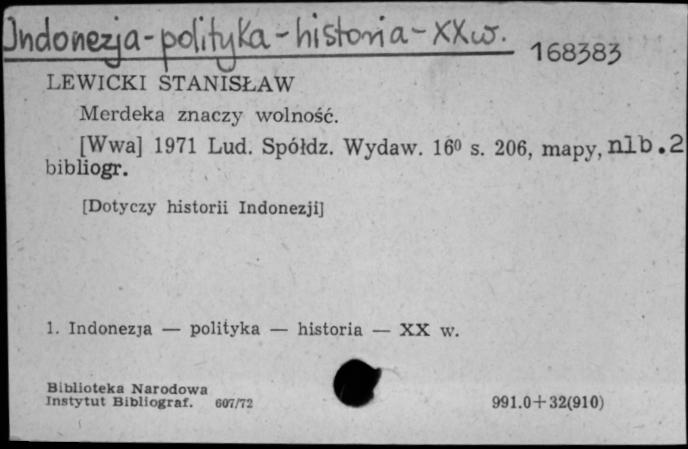 Indonezja - polityka - historia - XX w.
168383
LEWICKI STANISŁAW
Merdeka znaczy wolność.
[Wwa] 1971 Lud. Spółdz. Wydaw. 16⁰ s. 206, mapy, nlb.2
bibliogr.
[Dotyczy historii Indonezji]
1. Indonezja — polityka — historia — XX w.
Biblioteka Narodowa
Instytut Bibliograf. 607/72
991.0+32(910)